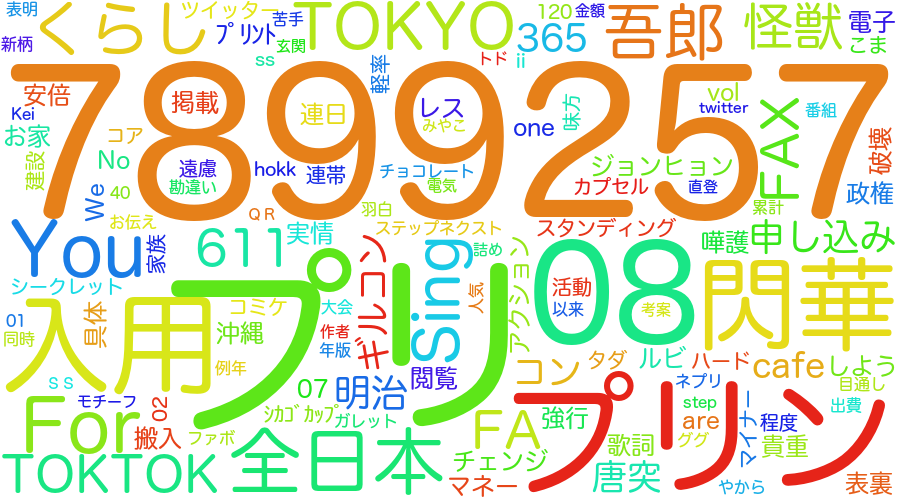 表明
くらし
ツイッター
苦手
TOKYO
120
金額
吾郎
怪獣
電子
新柄
ﾌﾟﾘﾝﾄ
玄関
365
こま
ss
トド
ii
7899257
安倍
掲載
連日
軽率
レス
みやこ
vol
twitter
番組
Kei
one
味方
FAX
お家
コア
破壊
建設
No
遠慮
hokk
連帯
チョコレート
ジョンヒョン
勘違い
電気
カプセル
直登
政権
We
40
累計
お伝え
QR
羽白
You
家族
611
実情
ステップネクスト
スタンディング
嘩護
申し込み
詰め
シークレット
プリ
ギルコン
Sing
アクション
08
活動
以来
考案
閃華
入用
01
同時
具体
コミケ
沖縄
大会
作者
年版
人気
例年
ss
コン
タダ
ルビ
ハード
cafe
しよう
目通し
モチーフ
07
明治
閲覧
ネプリ
出費
For
02
搬入
ファボ
ｼｶｺﾞｶｯﾌﾟ
ガレット
FA
強行
プリン
step
are
ググ
マイナー
程度
貴重
TOKTOK
全日本
チェンジ
マネー
歌詞
唐突
やから
表裏